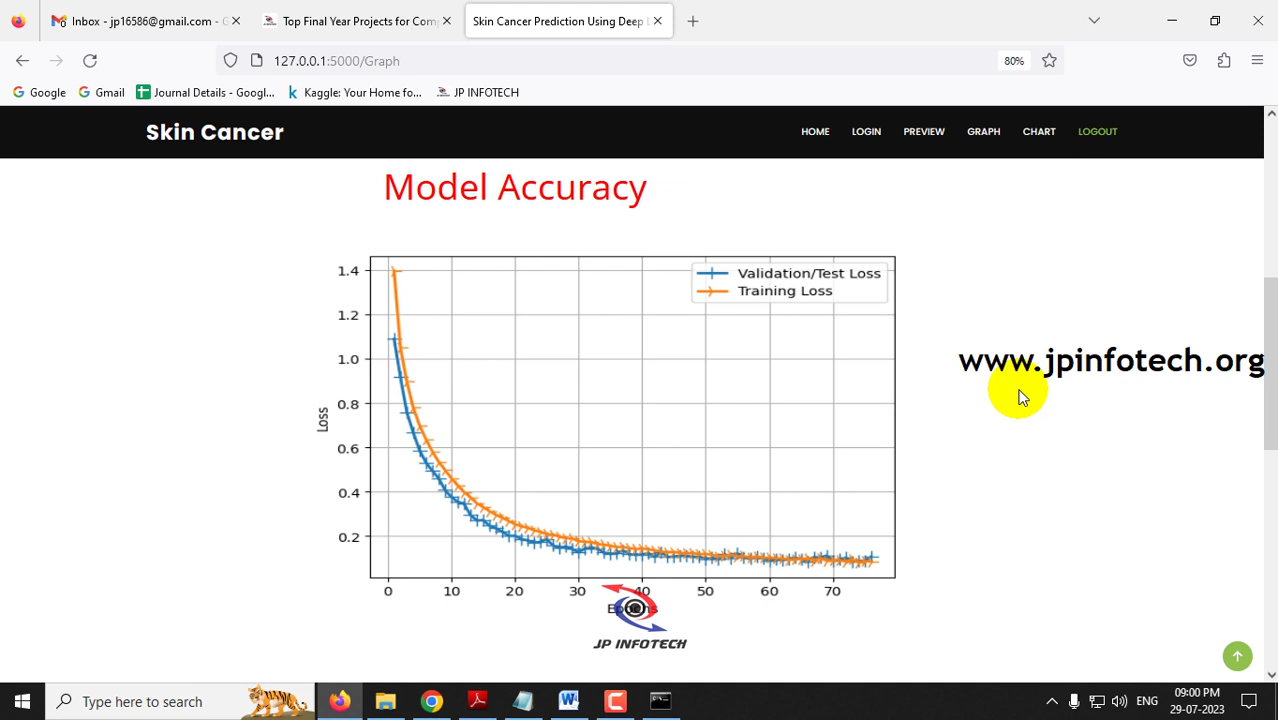 Inbox - jp16586@gmail.com - G
Top Final Year Projects for Comp
Skin Cancer Prediction Using Deep L
127.0.0.1:5000/Graph
80%
Google
Gmail
Journal Details - Googl...
Kaggle: Your Home fo...
JP INFOTECH
Skin Cancer
HOME
LOGIN
PREVIEW
GRAPH
CHART
LOGOUT
Model Accuracy
Validation/Test Loss
Training Loss
1.4
1.2
1.0
0.8
0.6
0.4
0.2
Loss
0 10 20 30 40 50 60 70
Epochs
www.jpinfotech.org
JP INFOTECH
Type here to search
ENG
09:00 PM
29-07-2023